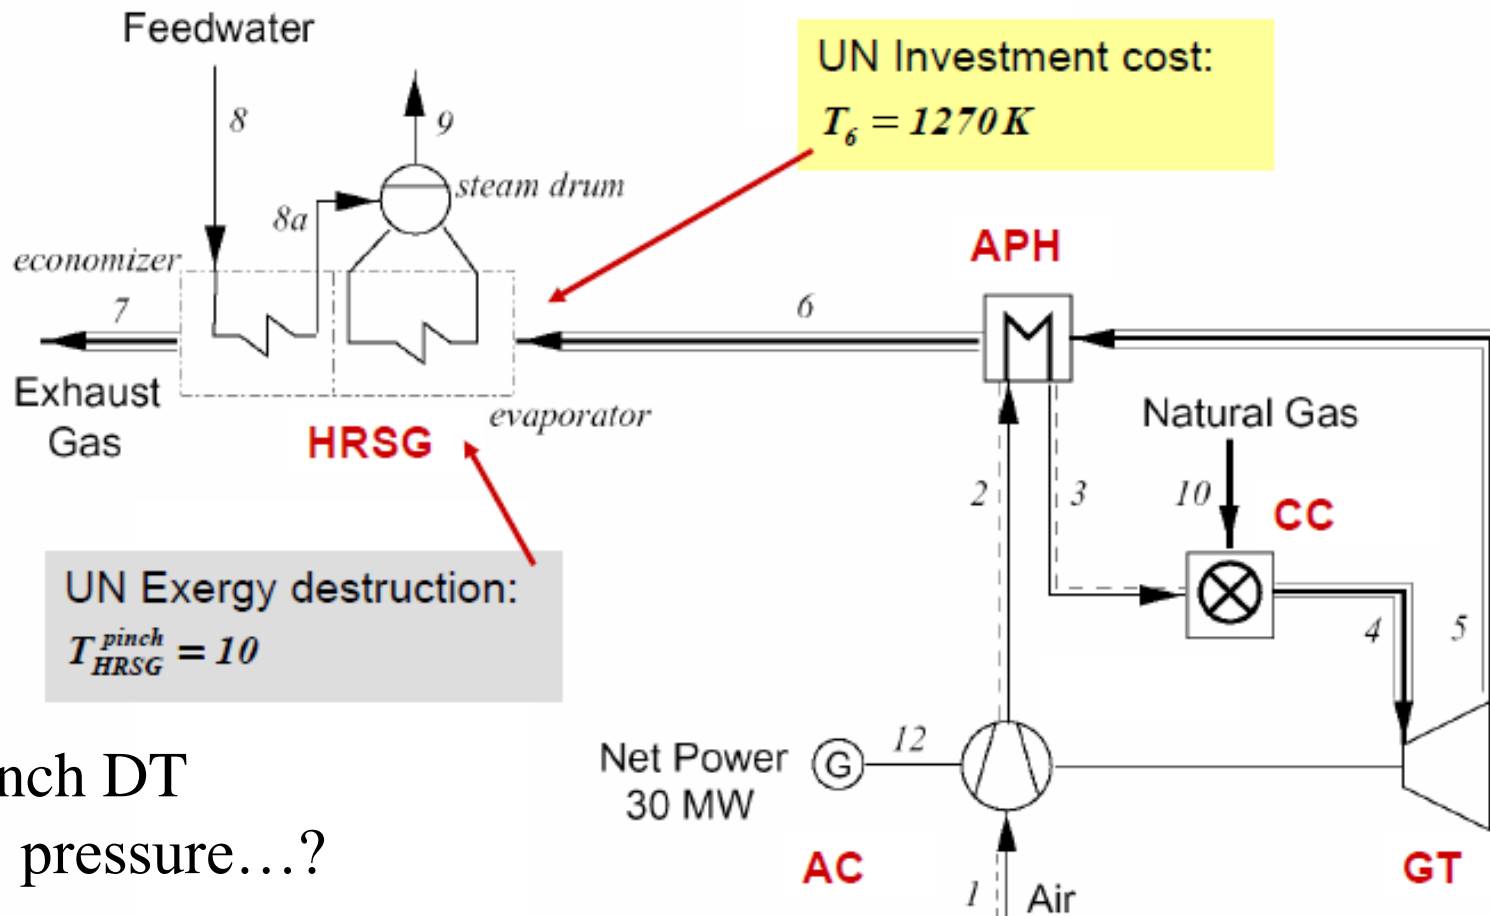 Feedwater
UN Investment cost:
T6 = 1270 K
8
9
steam drum
8a
economizer
APH
7
6
Exhaust
Gas
evaporator
HRSG
Natural Gas
2
3
10
CC
UN Exergy destruction:
T HRSG pinch = 10
4
5
12
Net Power
30 MW
G
nch DT
pressure…?
AC
GT
1
Air